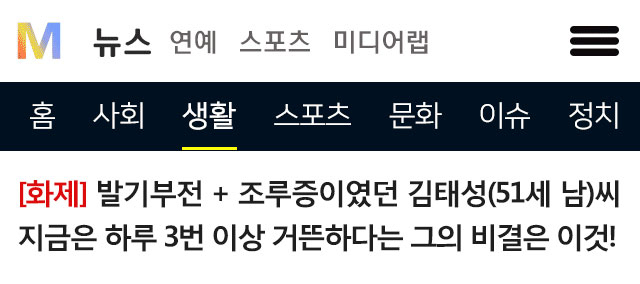 M 뉴스 연예 스포츠 미디어랩
홈 사회 생활 스포츠 문화 이슈 정치
[화제] 발기부전 + 조루증이였던 김태성(51세 남)씨
지금은 하루 3번 이상 거뜬하다는 그의 비결은 이것!